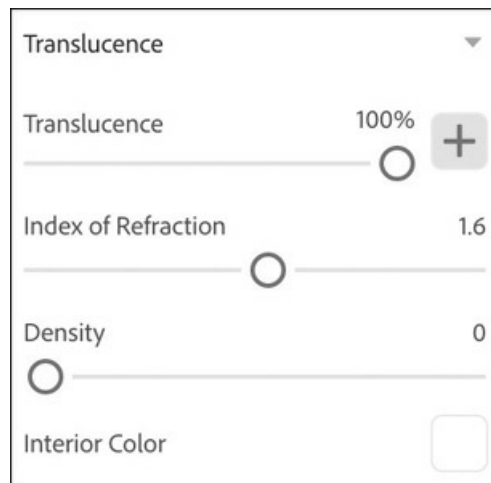 Translucence
Translucence 100%
Index of Refraction 1.6
Density 0
Interior Color